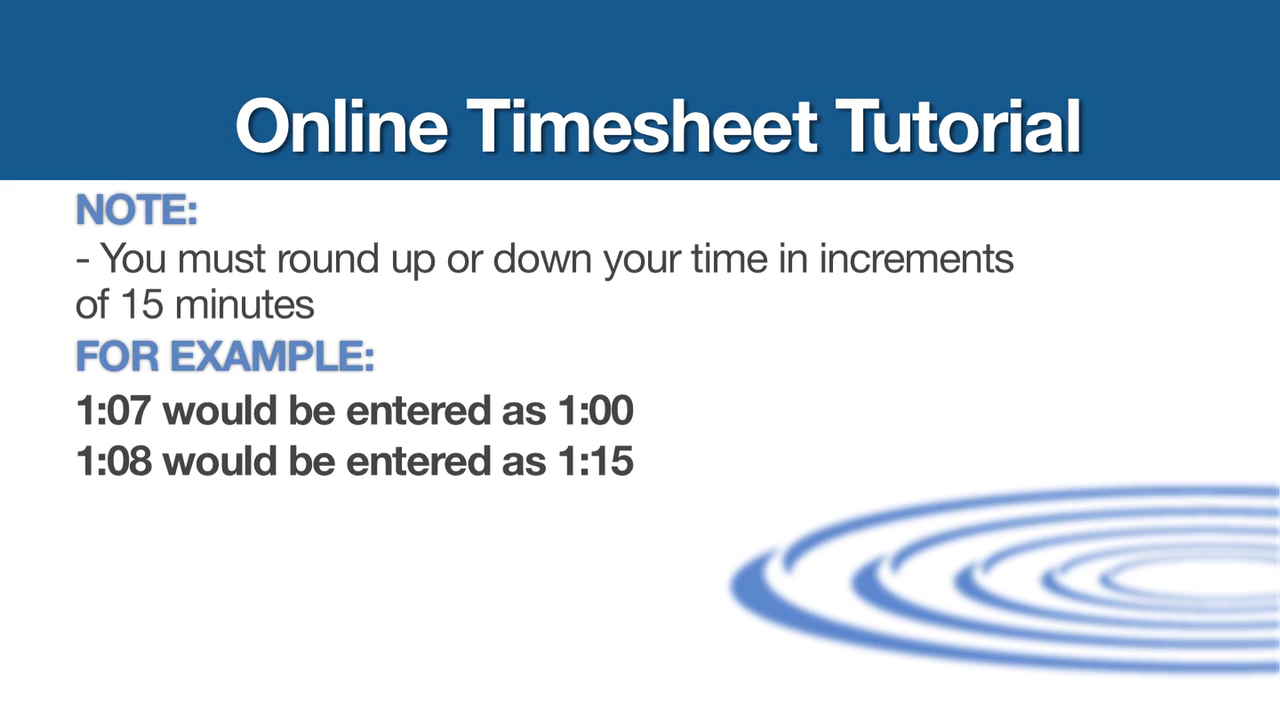 Online Timesheet Tutorial
NOTE:
- You must round up or down your time in increments
of 15 minutes
FOR EXAMPLE:
1:07 would be entered as 1:00
1:08 would be entered as 1:15